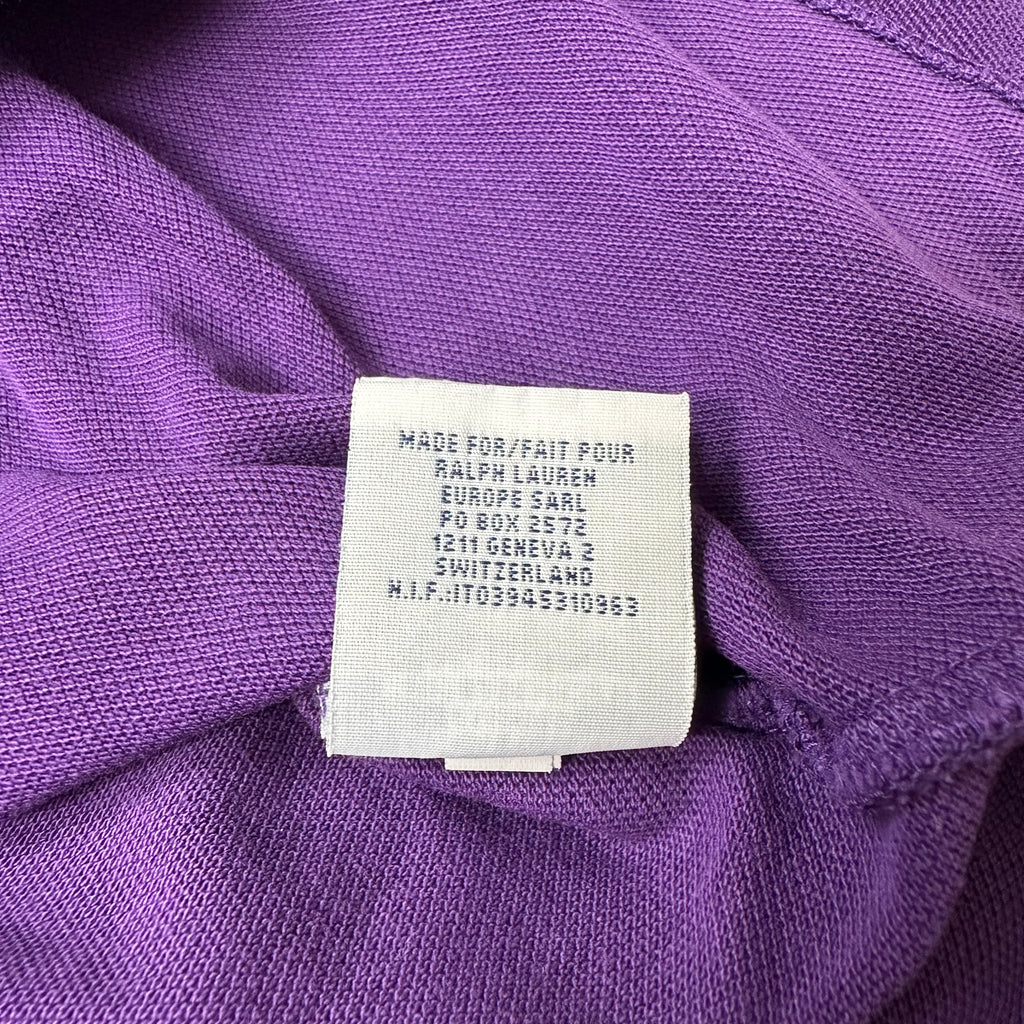 MADE FOR/FAIT POUR
RALPH LAUREN
EUROPE SARL
PO BOX 2572
1211 GENEVA 2
SWITZERLAND
N.I.F.:IT03945310963